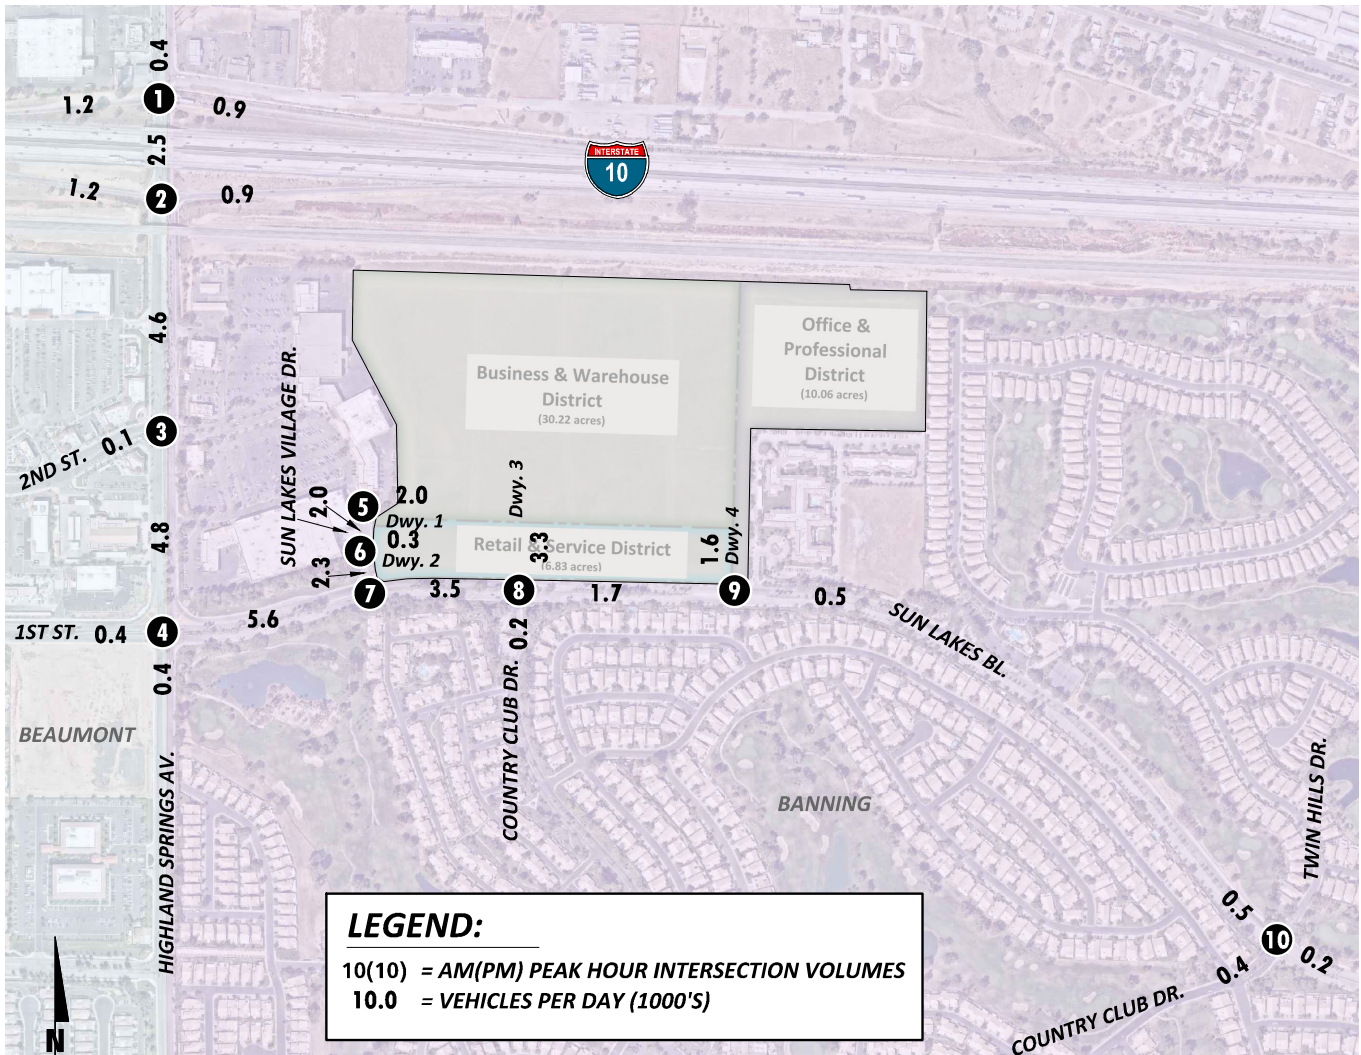 0.4
1
1.2
0.9
2.5
INTERSTATE
10
1.2
2
0.9
4.6
Office &
Professional
District
(10.06 acres)
Business & Warehouse
District
(30.22 acres)
SUN LAKES VILLAGE DR.
3
0.1
2ND ST.
Dwy. 3
2.0
5
2.0
Dwy. 1
4.8
6
0.3
Dwy. 2
Retail & Service District
(6.83 acres)
3.3
1.6
Dwy. 4
2.3
7
3.5
8
1.7
9
0.5
5.6
1ST ST.
0.4
4
0.2
SUN LAKES BL.
0.4
COUNTRY CLUB DR.
BEAUMONT
HIGHLAND SPRINGS AV.
BANNING
TWIN HILLS DR.
0.5
10
0.2
0.4
COUNTRY CLUB DR.
LEGEND:
10(10) = AM(PM) PEAK HOUR INTERSECTION VOLUMES
10.0 = VEHICLES PER DAY (1000'S)
N